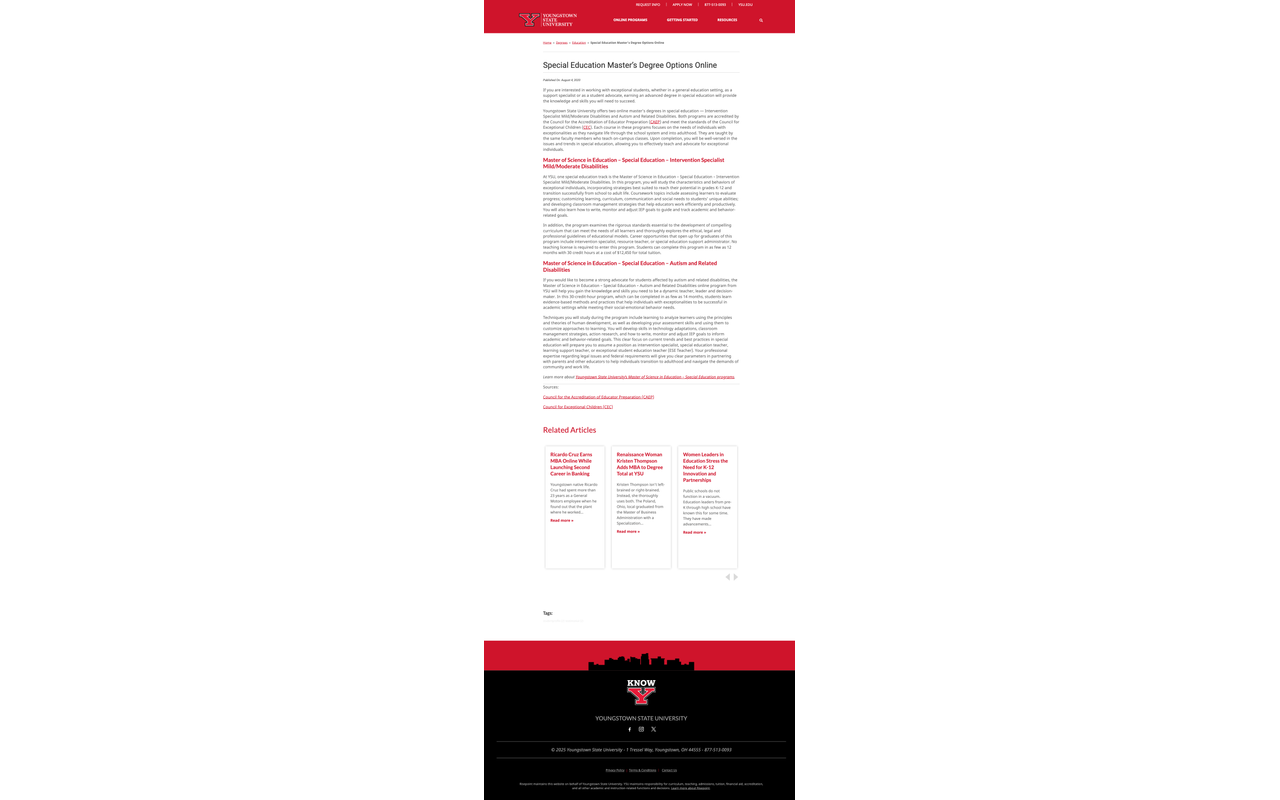 REQUEST INFO | APPLY NOW | 877-513-0093 | YSU.EDU
YOUNGSTOWN
STATE
UNIVERSITY
ONLINE PROGRAMS GETTING STARTED RESOURCES
Special Education Master's Degree Options Online
Published On: August 9, 2023
If you are interested in working with exceptional students, whether in a general education setting, as a
support specialist or as a student advocate, earning an advanced degree in special education will provide
the knowledge and skills you will need to succeed.
Youngstown State University offers two online master's degrees in special education — Intervention
Specialist Mild/Moderate Disabilities and Autism and Related Disabilities. Both programs are accredited by
the Council for the Accreditation of Educator Preparation (CAEP) and meet the standards of the Council for
Exceptional Children (CEC). Each course in these programs focuses on the needs of individuals with
exceptionalities as they navigate life through the school system and into adulthood. They are taught by
the same faculty members who teach on-campus classes. Upon completion, you will be well-versed in the
issues and trends in special education, allowing you to effectively teach and advocate for exceptional
individuals.
Master of Science in Education – Special Education – Intervention Specialist
Mild/Moderate Disabilities
At YSU, one special education track is the Master of Science in Education – Special Education – Intervention
Specialist Mild/Moderate Disabilities. In this program, you will study the characteristics and behaviors of
exceptional individuals, incorporating strategies best suited to reach their potential in grades K-12 and
transition successfully from school to adult life. Coursework topics include assessing learners to evaluate
progress; customizing learning, curriculum, communication and social needs to students' unique abilities;
and developing classroom management strategies that help educators work efficiently and productively.
You will also learn how to write, monitor and adjust IEP goals to guide and track academic and behavior-
related goals.
In addition, the program examines the rigorous standards essential to the development of compelling
curriculum that can meet the needs of all learners and thoroughly explores the ethical, legal and
professional guidelines of educational models. Career opportunities that open up for graduates of this
program include intervention specialist, resource teacher, or special education support administrator. No
teaching license is required to enter this program. Students can complete this program in as few as 12
months with 30 credit hours at a cost of $12,450 for total tuition.
Master of Science in Education – Special Education – Autism and Related
Disabilities
If you would like to become a strong advocate for students affected by autism and related disabilities, the
Master of Science in Education – Special Education – Autism and Related Disabilities online program from
YSU will help you gain the knowledge and skills you need to be a dynamic teacher, leader and decision-
maker. In this 30-credit-hour program, which can be completed in as few as 14 months, students learn
evidence-based methods and practices that help individuals with exceptionalities to be successful in
academic settings while meeting their social-emotional behavior needs.
Techniques you will study during the program include learning to analyze learners using the principles
and theories of human development, as well as developing your assessment skills and using them to
customize approaches to learning. You will develop skills in technology adaptations, classroom
management strategies, action research, and how to write, monitor and adjust IEP goals to inform
academic and behavior-related goals. This clear focus on current trends and best practices in special
education will prepare you to assume a position as intervention specialist, special education teacher,
learning support teacher, or exceptional student education teacher (ESE Teacher). Your professional
expertise regarding legal issues and federal requirements will give you clear parameters in partnering
with parents and other educators to help individuals transition to adulthood and navigate the demands of
community and work life.
Learn more about Youngstown State University's Master of Science in Education – Special Education programs.
Sources:
Council for the Accreditation of Educator Preparation (CAEP)
Council for Exceptional Children (CEC)
Related Articles
Ricardo Cruz Earns
MBA Online While
Launching Second
Career in Banking
Youngstown native Ricardo
Cruz had spent more than
23 years as a General
Motors employee when he
found out that the plant
where he worked...
Read more »
Renaissance Woman
Kristen Thompson
Adds MBA to Degree
Total at YSU
Kristen Thompson isn't left-
brained or right-brained.
Instead, she thoroughly
uses both. The Poland,
Ohio, local graduated from
the Master of Business
Administration with a
Specialization...
Read more »
Women Leaders in
Education Stress the
Need for K-12
Innovation and
Partnerships
Public schools do not
function in a vacuum.
Education leaders from pre-
K through high school have
known this for some time.
They have made
advancements...
Read more »
Tags:
KNOW
Y
YOUNGSTOWN STATE UNIVERSITY
© 2025 Youngstown State University - 1 Tressel Way, Youngstown, OH 44555 - 877-513-0093
Privacy Policy | Terms & Conditions | Contact Us